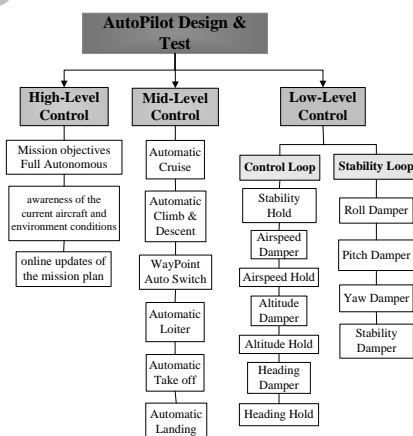 AutoPilot Design &
Test
High-Level
Control
Mission objectives
Full Autonomous
awareness of the
current aircraft and
environment conditions
online updates of
the mission plan
Mid-Level
Control
Automatic
Cruise
Automatic
Climb &
Descent
WayPoint
Auto Switch
Automatic
Loiter
Automatic
Take off
Automatic
Landing
Low-Level
Control
Control Loop
Stability
Hold
Airspeed
Damper
Airspeed Hold
Altitude
Damper
Altitude Hold
Heading
Damper
Heading Hold
Stability Loop
Roll Damper
Pitch Damper
Yaw Damper
Stability
Damper